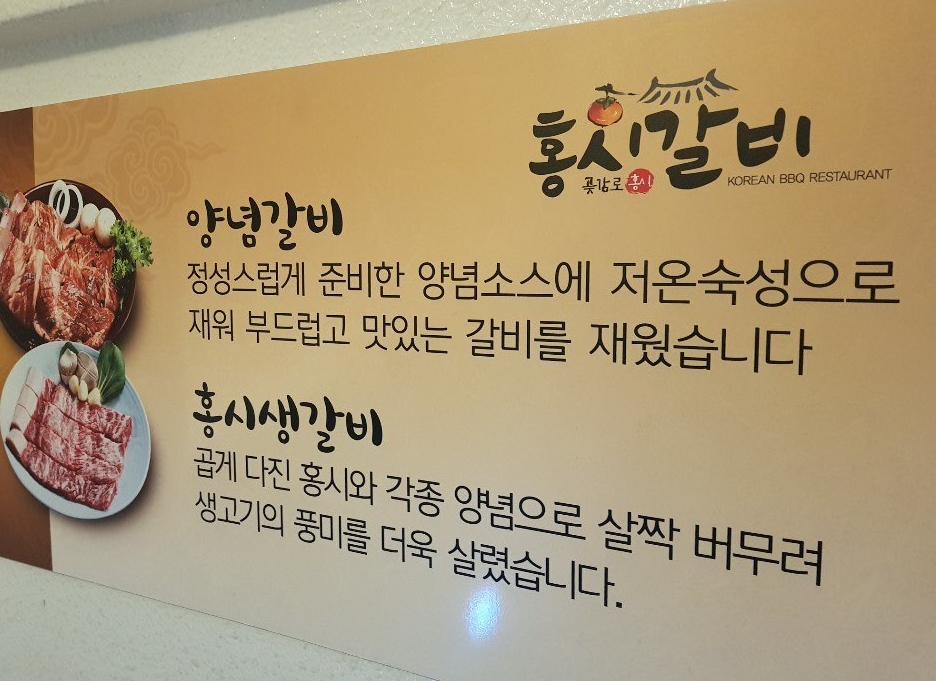 홍시갈비
곶감로 홍시
KOREAN BBQ RESTAURANT
양념갈비
정성스럽게 준비한 양념소스에 저온숙성으로
재워 부드럽고 맛있는 갈비를 재웠습니다
홍시생갈비
곱게 다진 홍시와 각종 양념으로 살짝 버무려
생고기의 풍미를 더욱 살렸습니다.